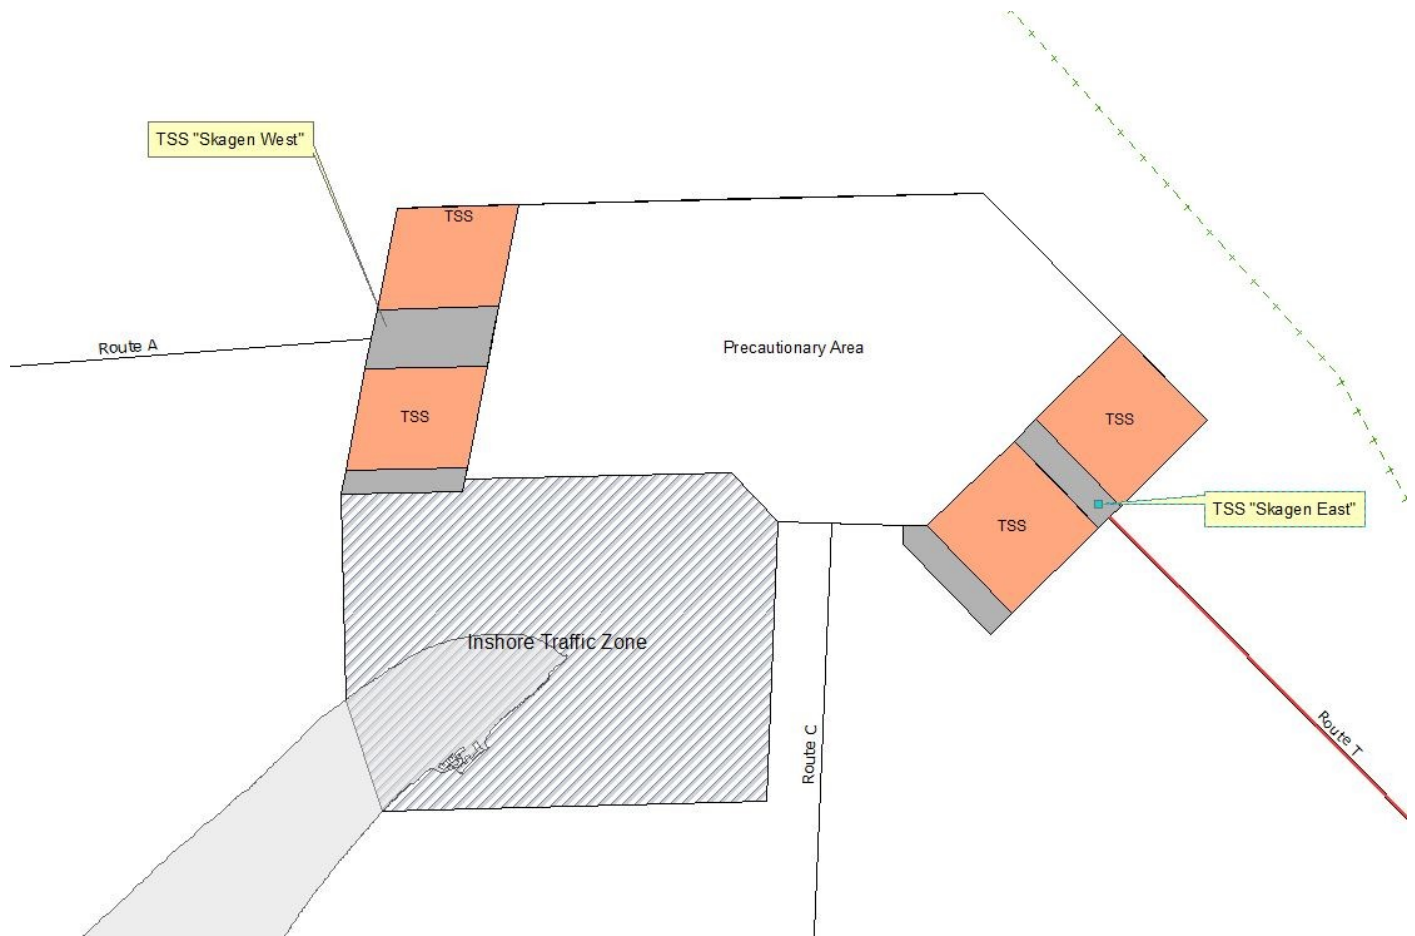 TSS "Skagen West"
TSS
Route A
Precautionary Area
TSS
TSS
TSS "Skagen East"
TSS
Inshore Traffic Zone
Route C
Route T